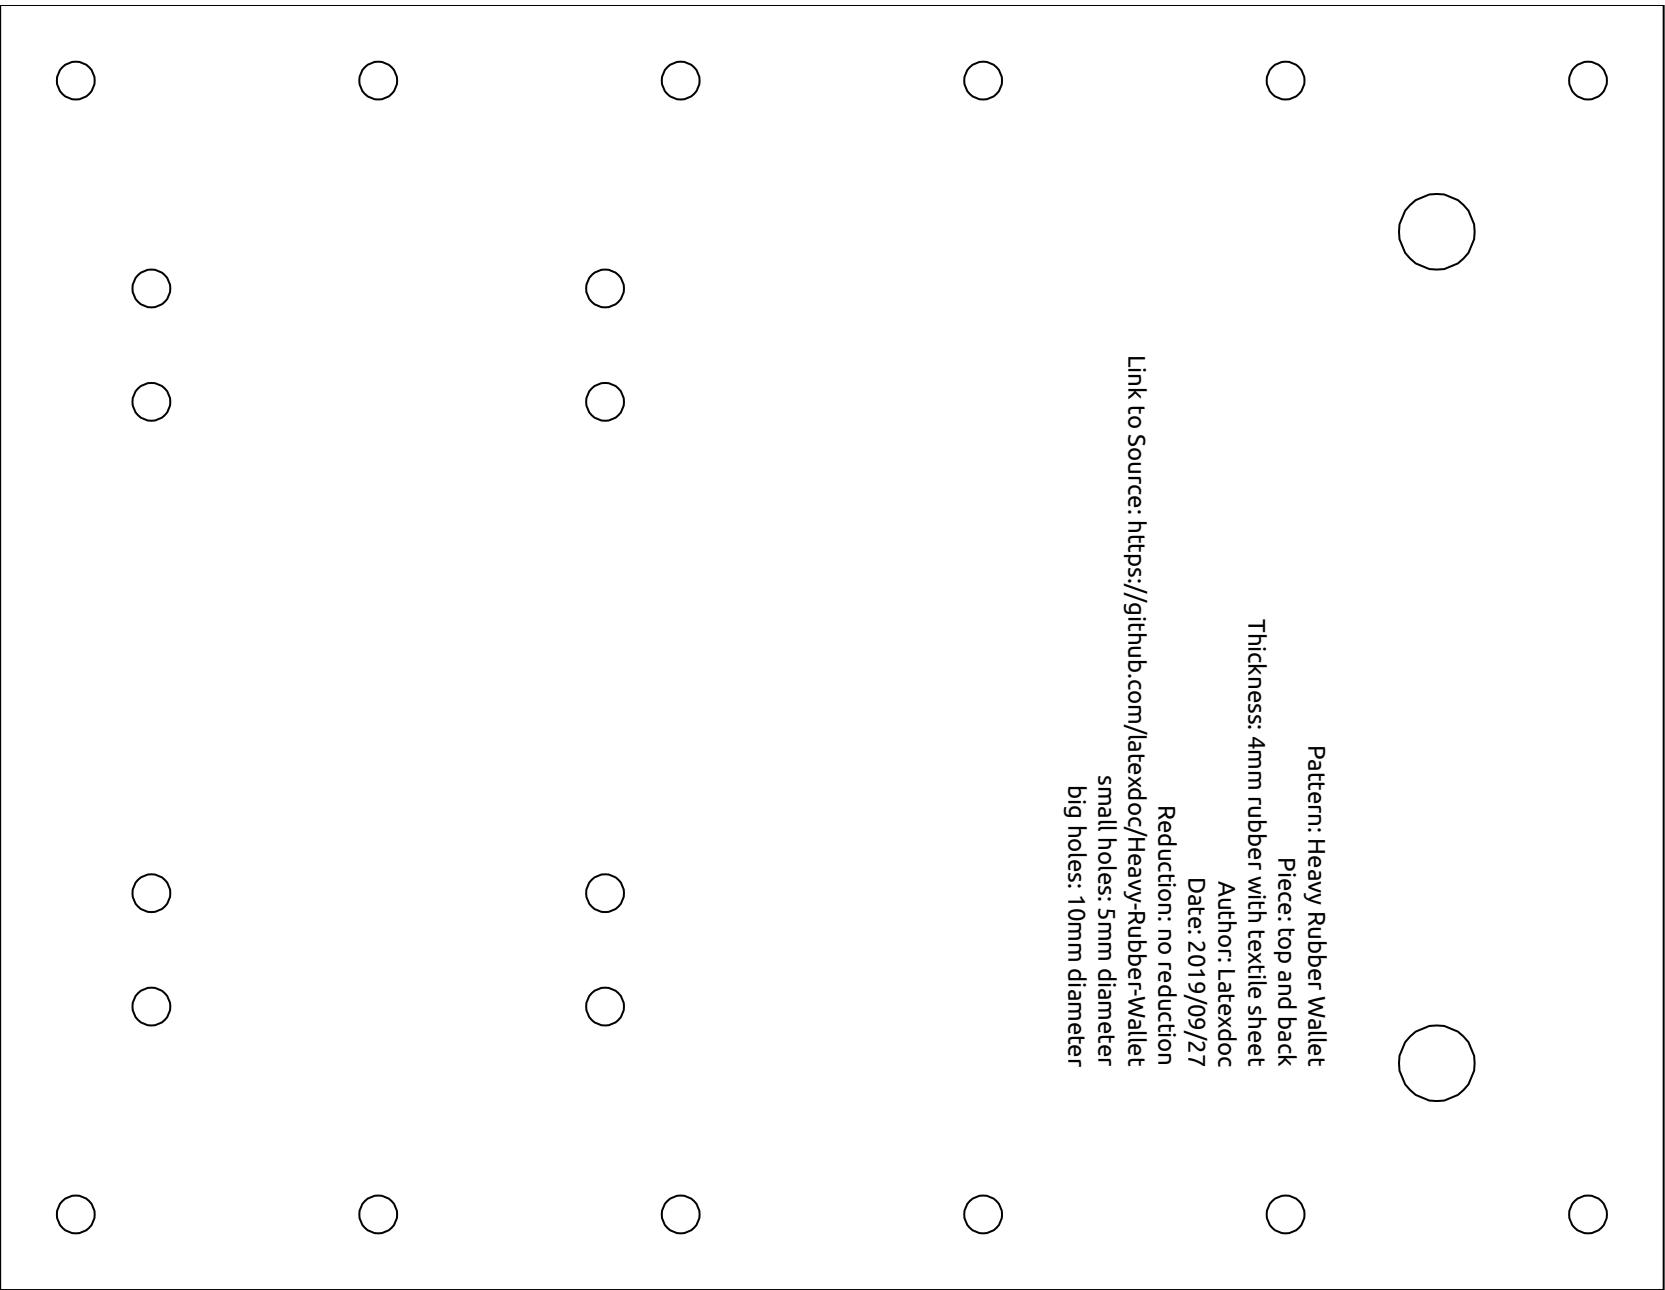 Pattern: Heavy Rubber Wallet
Piece: top and back
Thickness: 4mm rubber with textile sheet
Author: Latexdoc
Date: 2019/09/27
Reduction: no reduction
Link to Source: https://github.com/latexdoc/Heavy-Rubber-Wallet
small holes: 5mm diameter
big holes: 10mm diameter